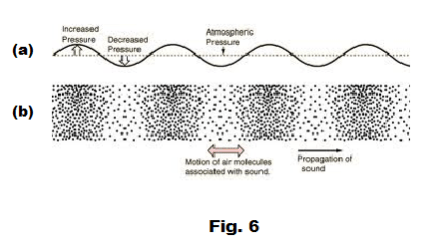 Increased
Pressure
Decreased
Pressure
Atmospheric
Pressure
(a)
(b)
Motion of air molecules
associated with sound.
Propagation of
sound
Fig. 6